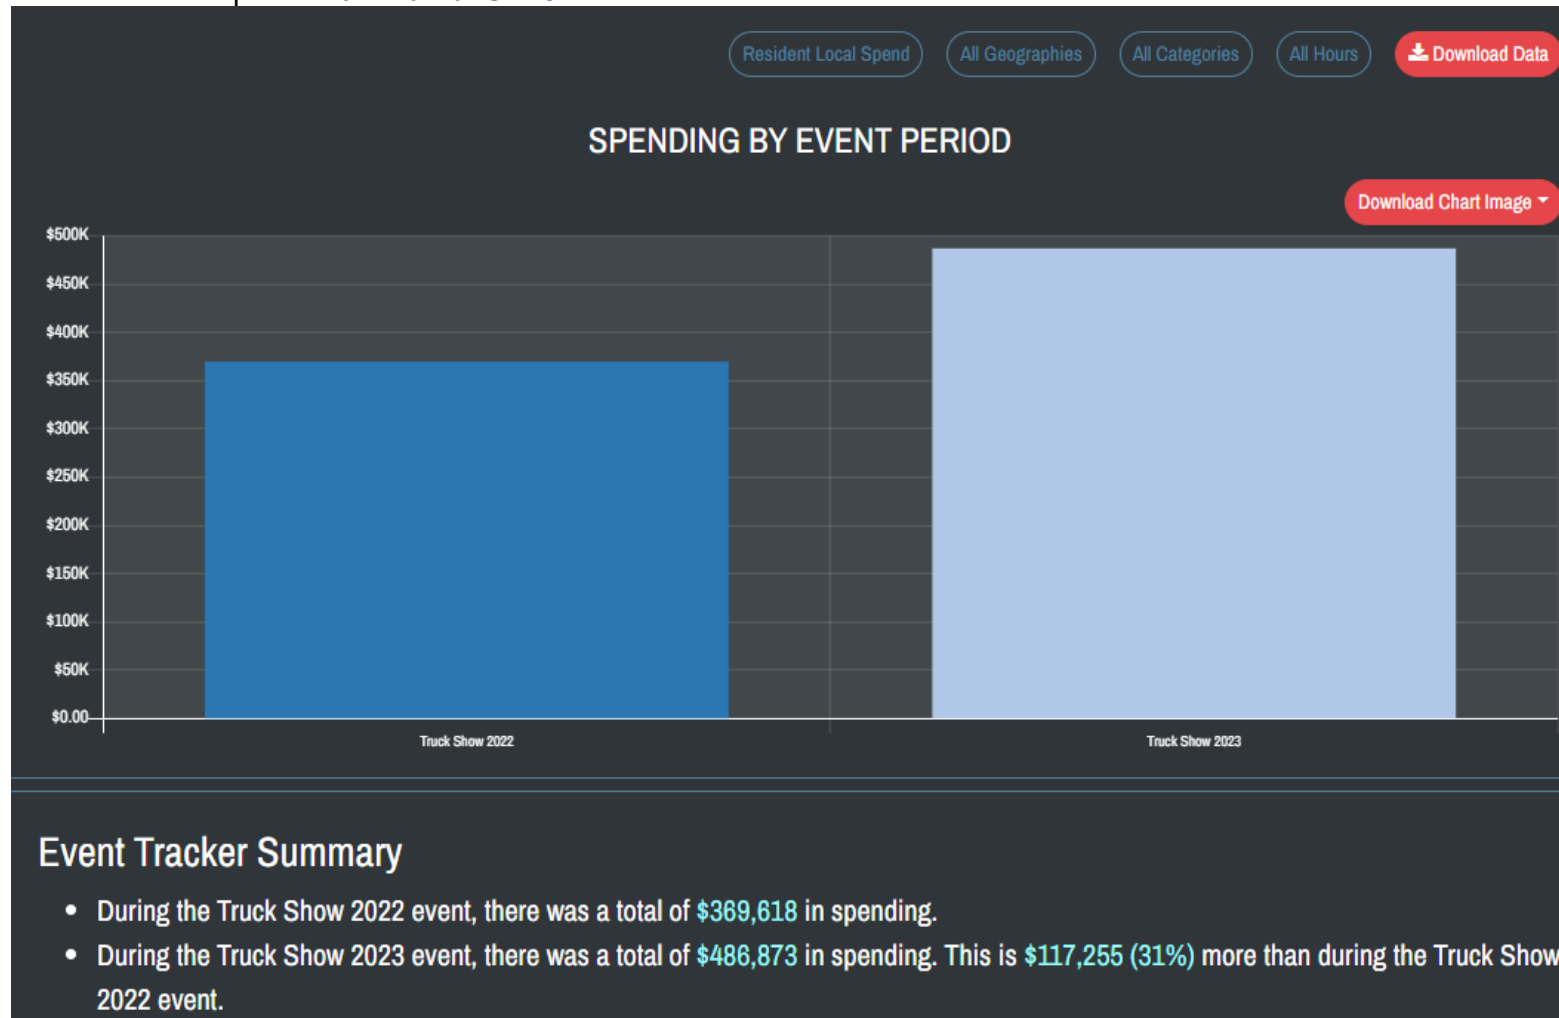 Resident Local Spend All Geographies All Categories All Hours Download Data
SPENDING BY EVENT PERIOD
Download Chart Image
$500K
$450K
$400K
$350K
$300K
$250K
$200K
$150K
$100K
$50K
$0.00
Truck Show 2022 Truck Show 2023
Event Tracker Summary
• During the Truck Show 2022 event, there was a total of $369,618 in spending.
• During the Truck Show 2023 event, there was a total of $486,873 in spending. This is $117,255 (31%) more than during the Truck Show
2022 event.